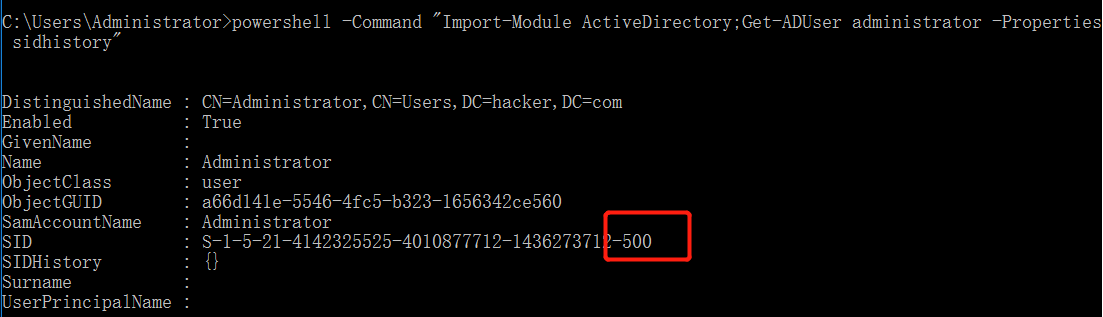 C:\Users\Administrator>powershell -Command "Import-Module ActiveDirectory;Get-ADUser administrator -Properties
sidhistory"
DistinguishedName : CN=Administrator,CN=Users,DC=hacker,DC=com
Enabled : True
GivenName :
Name : Administrator
ObjectClass : user
ObjectGUID : a66d141e-5546-4fc5-b323-1656342ce560
SamAccountName : Administrator
SID : S-1-5-21-4142325525-4010877712-1436273712-500
SIDHistory : {}
Surname :
UserPrincipalName :